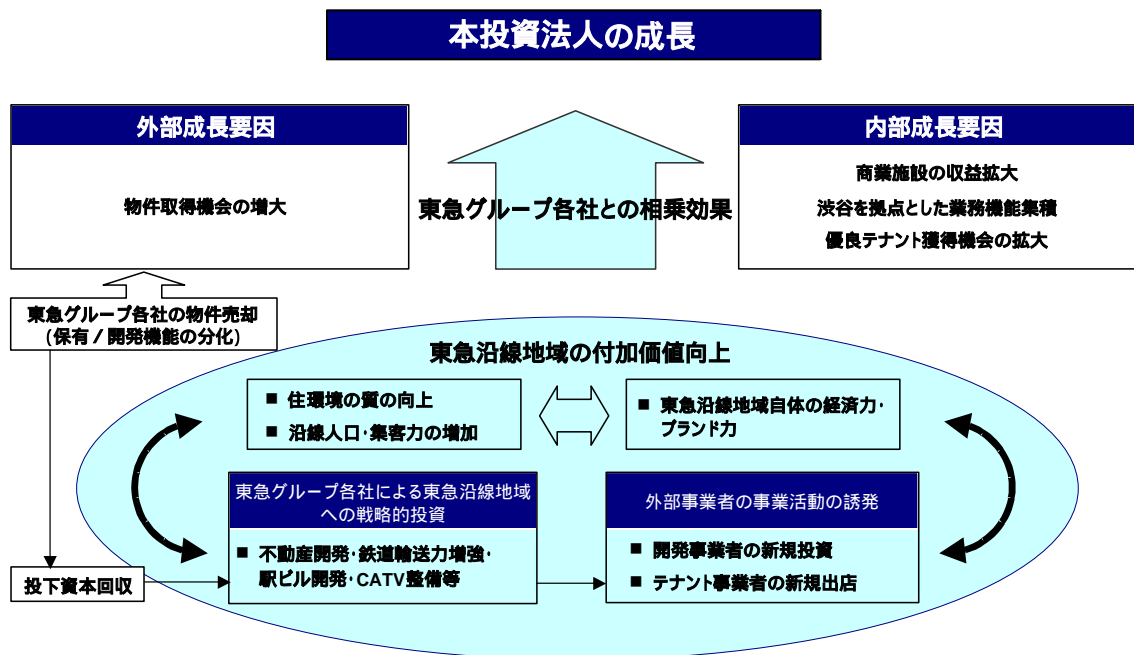 本投資法人の成長
外部成長要因
物件取得機会の増大
東急グループ各社との相乗効果
内部成長要因
商業施設の収益拡大
渋谷を拠点とした業務機能集積
優良テナント獲得機会の拡大
東急グループ各社の物件売却
(保有/開発機能の分化)
東急沿線地域の付加価値向上
■ 住環境の質の向上
■ 沿線人口・集客力の増加
■ 東急沿線地域自体の経済力・
ブランド力
東急グループ各社による東急沿線地域
への戦略的投資
■ 不動産開発・鉄道輸送力増強・
駅ビル開発・CATV整備等
外部事業者の事業活動の誘発
■ 開発事業者の新規投資
■ テナント事業者の新規出店
投下資本回収